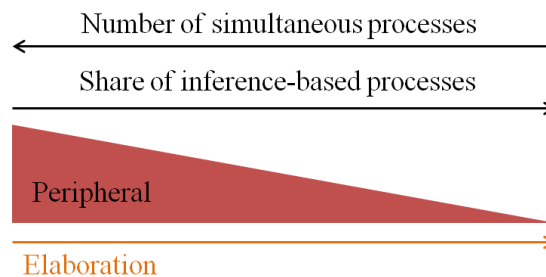 Number of simultaneous processes
Share of inference-based processes
Peripheral
Elaboration